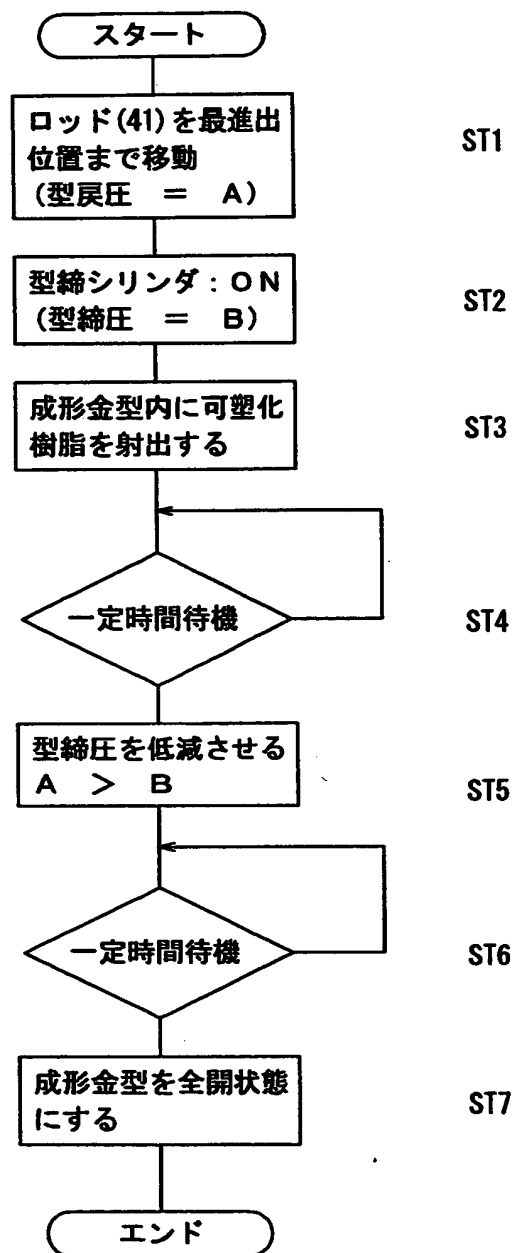 スタート
ロッド(41)を最進出
位置まで移動
(型戻圧 = A)
ST1
型締シリンダ:ON
(型締圧 = B)
ST2
成形金型内に可塑化
樹脂を射出する
ST3
一定時間待機
ST4
型締圧を低減させる
A > B
ST5
一定時間待機
ST6
成形金型を全開状態
にする
ST7
エンド